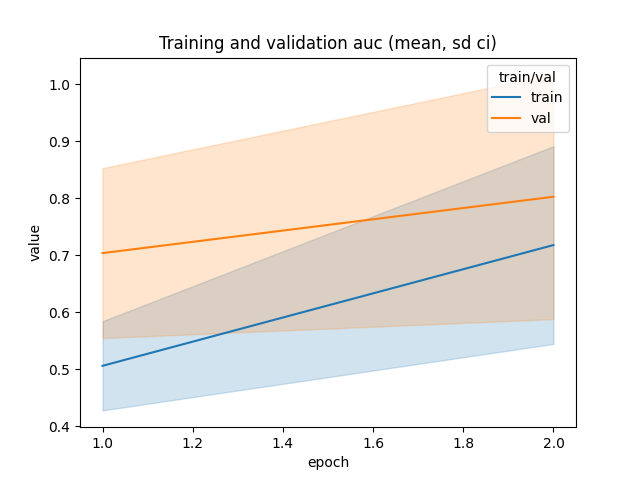 Training and validation auc (mean, sd ci)
train/val
train
val
value
1.0
0.9
0.8
0.7
0.6
0.5
0.4
1.0 1.2 1.4 1.6 1.8 2.0
epoch